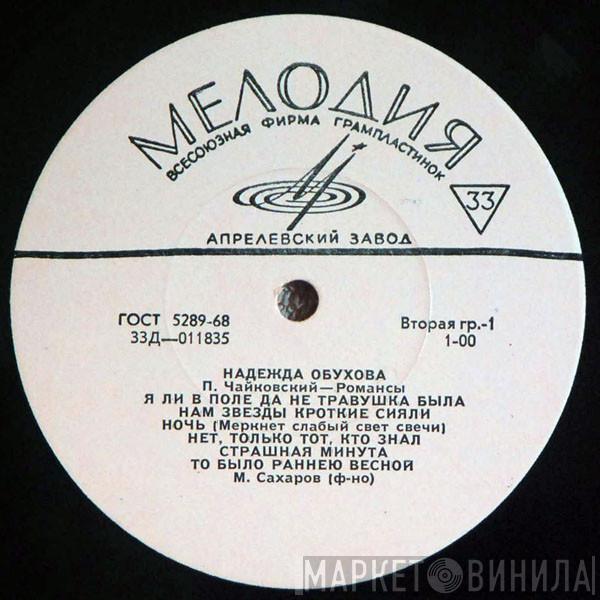 МЕЛОДИЯ
ВСЕСОЮЗНАЯ ФИРМА ГРАМПЛАСТИНОК
33
АПРЕЛЕВСКИЙ ЗАВОД
ГОСТ 5289-68
33Д—011835
Вторая гр.-1
1-00
НАДЕЖДА ОБУХОВА
П. Чайковский—Романсы
Я ЛИ В ПОЛЕ ДА НЕ ТРАВУШКА БЫЛА
НАМ ЗВЕЗДЫ КРОТКИЕ СИЯЛИ
НОЧЬ (Меркнет слабый свет свечи)
НЕТ, ТОЛЬКО ТОТ, КТО ЗНАЛ
СТРАШНАЯ МИНУТА
ТО БЫЛО РАННЕЮ ВЕСНОЙ
М. Сахаров (ф-но)
МАРКЕТ ВИНИЛА